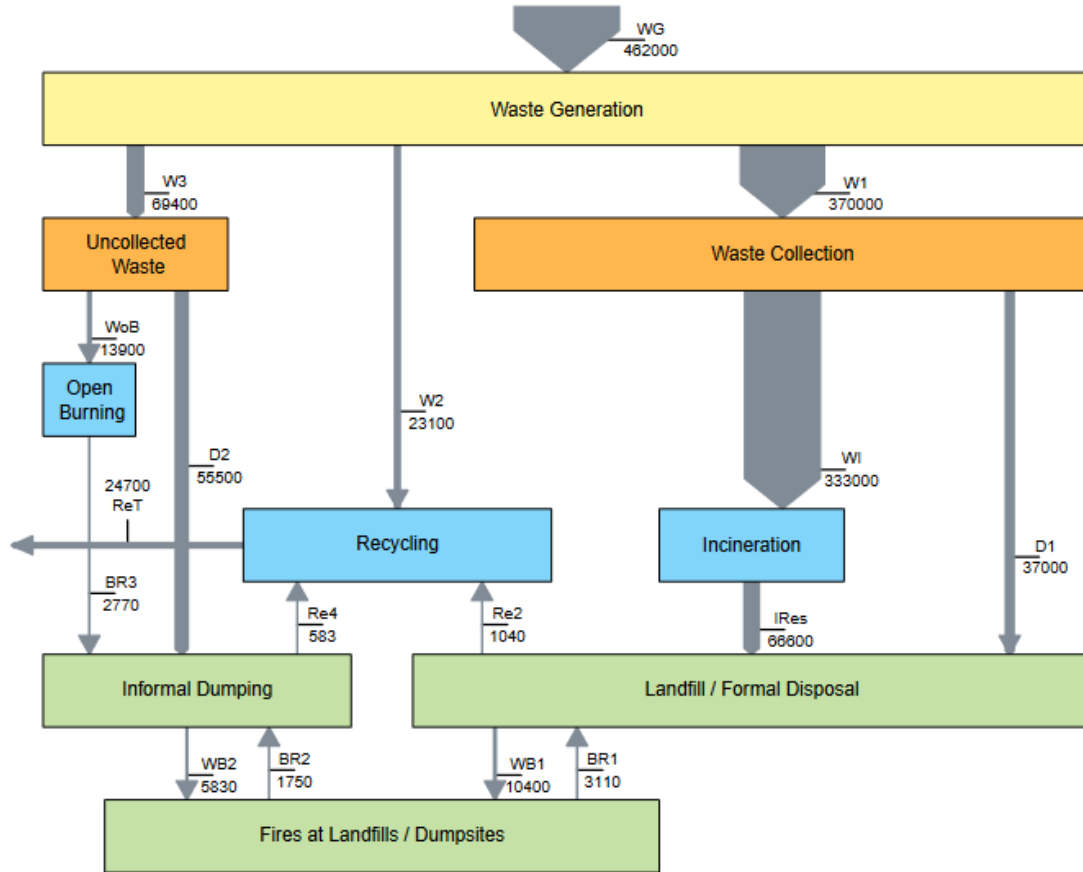 WG
462000
Waste Generation
W3
69400
W1
370000
Uncollected
Waste
Waste Collection
WoB
13900
Open
Burning
W2
23100
D2
55500
WI
333000
24700
ReT
Recycling
Incineration
D1
37000
BR3
2770
Re4
583
Re2
1040
IRes
66600
Informal Dumping
Landfill / Formal Disposal
WB2
5830
BR2
1750
WB1
10400
BR1
3110
Fires at Landfills / Dumpsites